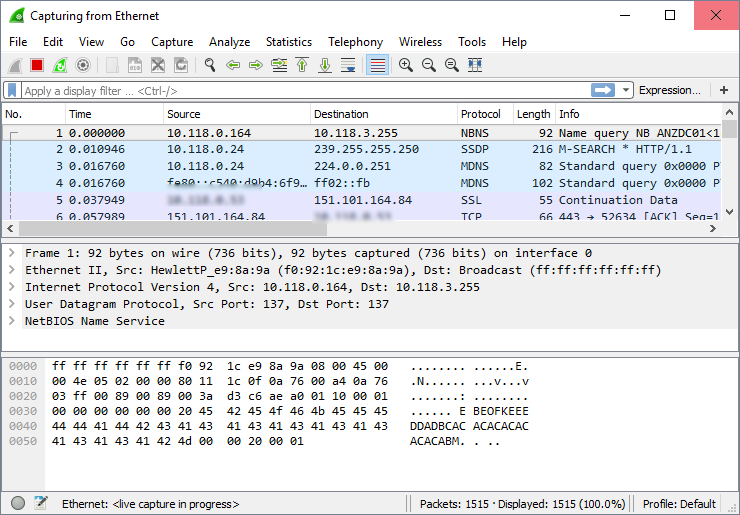 Capturing from Ethernet
File Edit View Go Capture Analyze Statistics Telephony Wireless Tools Help
Apply a display filter ... <Ctrl-/> Expression... +
No. Time Source Destination Protocol Length Info
1 0.000000 10.118.0.164 10.118.3.255 NBNS 92 Name query NB ANZDC01<1
2 0.010946 10.118.0.24 239.255.255.250 SSDP 216 M-SEARCH * HTTP/1.1
3 0.016760 10.118.0.24 224.0.0.251 MDNS 82 Standard query 0x0000 P
4 0.016760 fe80::c540:d9b4:6f9… ff02::fb MDNS 102 Standard query 0x0000 P
5 0.037949 151.101.164.84 SSL 55 Continuation Data
6 0.057989 151.101.164.84 TCP 66 443 → 52634 [ACK] Seq=1
Frame 1: 92 bytes on wire (736 bits), 92 bytes captured (736 bits) on interface 0
Ethernet II, Src: HewlettP_e9:8a:9a (f0:92:1c:e9:8a:9a), Dst: Broadcast (ff:ff:ff:ff:ff:ff)
Internet Protocol Version 4, Src: 10.118.0.164, Dst: 10.118.3.255
User Datagram Protocol, Src Port: 137, Dst Port: 137
NetBIOS Name Service
0000 ff ff ff ff ff ff f0 92 1c e9 8a 9a 08 00 45 00 ........ ......E.
0010 00 4e 05 02 00 00 80 11 1c 0f 0a 76 00 a4 0a 76 .N...... ...v...v
0020 03 ff 00 89 00 89 00 3a d3 c6 ae a0 01 10 00 01 .......: ........
0030 00 00 00 00 00 00 20 45 42 45 4f 46 4b 45 45 45 ...... E BEOFKEEE
0040 44 44 41 44 42 43 41 43 41 43 41 43 41 43 41 43 DDADBCAC ACACACAC
0050 41 43 41 43 41 42 4d 00 00 20 00 01 ACACABM. . ..
Ethernet: <live capture in progress> Packets: 1515 · Displayed: 1515 (100.0%) Profile: Default